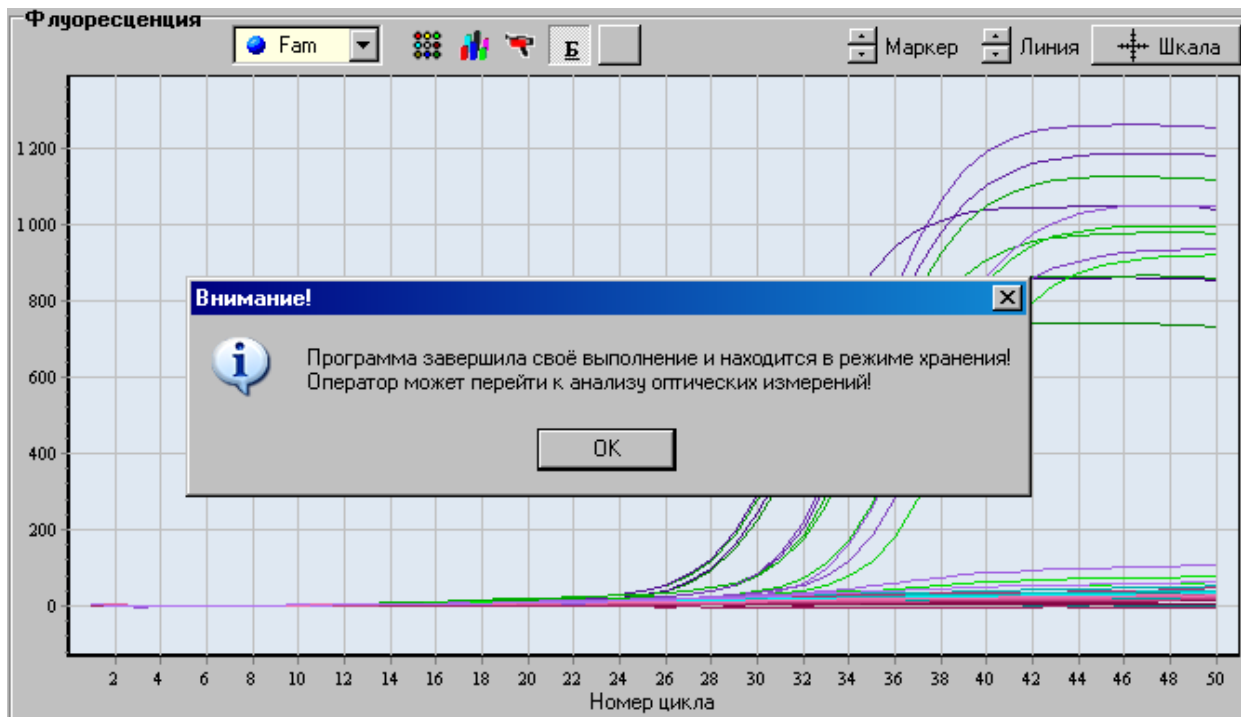 Флуоресценция
Fam
Б
Маркер
Линия
Шкала
1 200
1 000
800
Внимание!
Программа завершила своё выполнение и находится в режиме хранения!
Оператор может перейти к анализу оптических измерений!
OK
600
400
200
0
2 4 6 8 10 12 14 16 18 20 22 24 26 28 30 32 34 36 38 40 42 44 46 48 50
Номер цикла